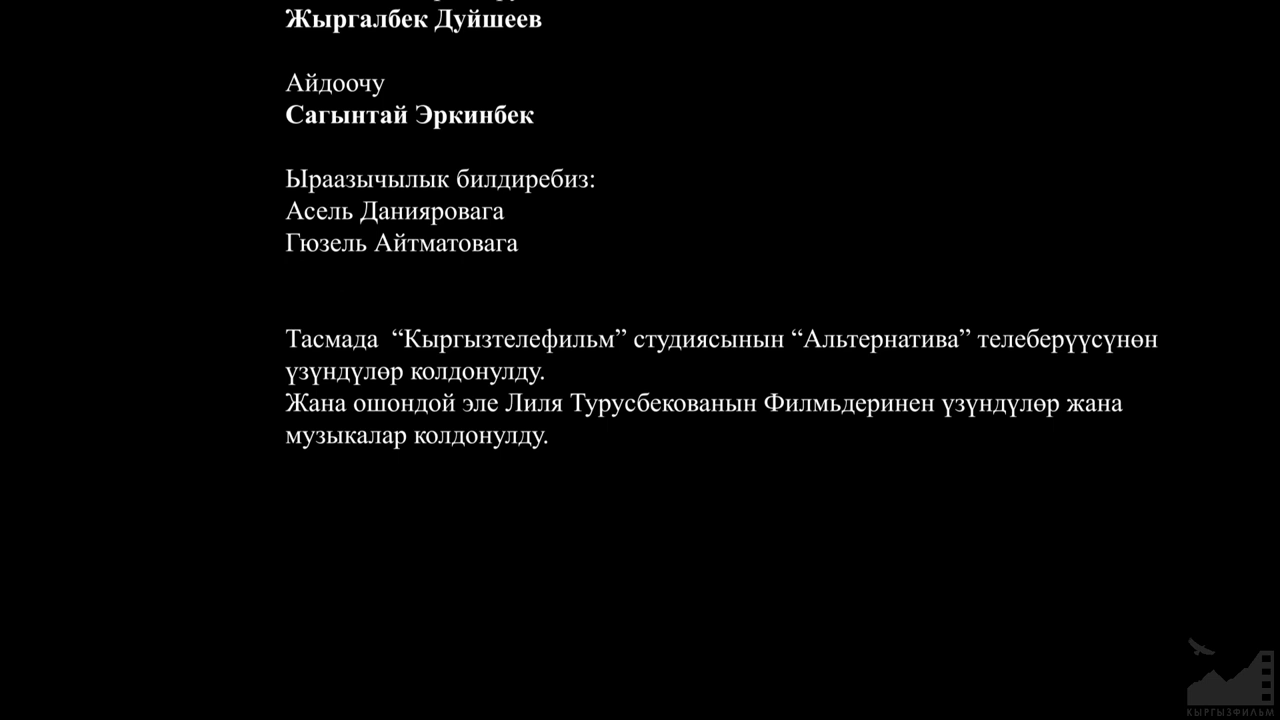 Жыргалбек Дуйшеев
Айдоочу
Сагынтай Эркинбек
Ыраазычылык билдиребиз:
Асель Данияровага
Гюзель Айтматовага
Тасмада “Кыргызтелефильм” студиясынын “Альтернатива” телеберүүсүнөн
үзүндүлөр колдонулду.
Жана ошондой эле Лиля Турусбекованын Филмьдеринен үзүндүлөр жана
музыкалар колдонулду.
КЫРГЫЗФИЛЬМ